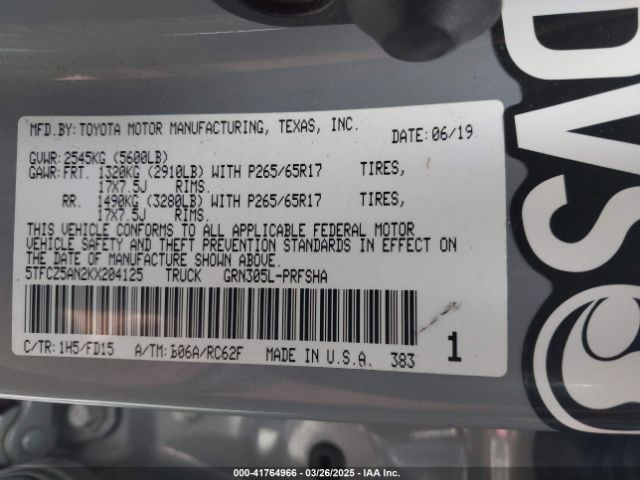 MFD.BY:TOYOTA MOTOR MANUFACTURING, TEXAS, INC.
DATE:06/19
GVWR:2545KG (5600LB)
GAWR:FRT. 1320KG (2910LB) WITH P265/65R17 TIRES,
17X7.5J RIMS.
RR. 1490KG (3280LB) WITH P265/65R17 TIRES,
17X7.5J RIMS.
THIS VEHICLE CONFORMS TO ALL APPLICABLE FEDERAL MOTOR
VEHICLE SAFETY AND THEFT PREVENTION STANDARDS IN EFFECT ON
THE DATE OF MANUFACTURE SHOWN ABOVE.
5TFCZ5AN2KX204125 TRUCK GRN305L-PRFSHA
C/TR:1H5/FD15 A/TM: B06A/RC62F MADE IN U.S.A. 383 1
DVS
000-41764966 | 03/26/2025 | IAA Inc.